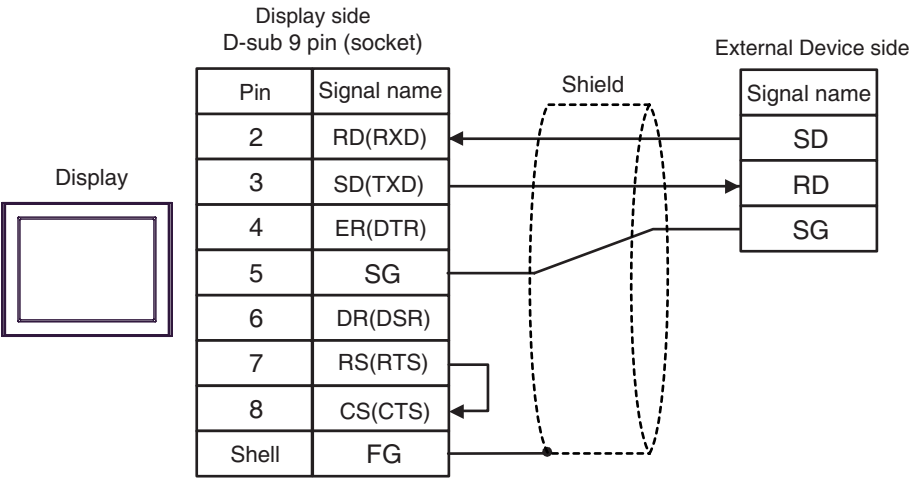 Display side
D-sub 9 pin (socket)
External Device side
Shield
Pin Signal name
Signal name
2 RD(RXD)
SD
3 SD(TXD)
RD
Display
4 ER(DTR)
SG
5 SG
6 DR(DSR)
7 RS(RTS)
8 CS(CTS)
Shell FG